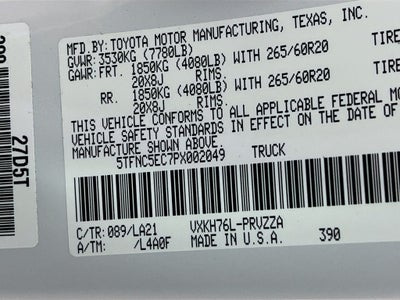 MFD.BY: TOYOTA MOTOR MANUFACTURING, TEXAS, INC.
GVWR: 3530KG (7780LB)
GAWR: FRT. 1850KG (4080LB) WITH 265/60R20 TIRE
20X8J RIMS,
RR. 1850KG (4080LB) WITH 265/60R20 TIRE
20X8J RIMS,
THIS VEHICLE CONFORMS TO ALL APPLICABLE FEDERAL MO
VEHICLE SAFETY STANDARDS IN EFFECT ON THE DATE OF
MANUFACTURE SHOWN ABOVE.
5TFNC5EC7PX002049 TRUCK
C/TR: 089/LA21 VXKH76L-PRVZZA
A/TM: /L4A0F MADE IN U.S.A. 390
27D5T